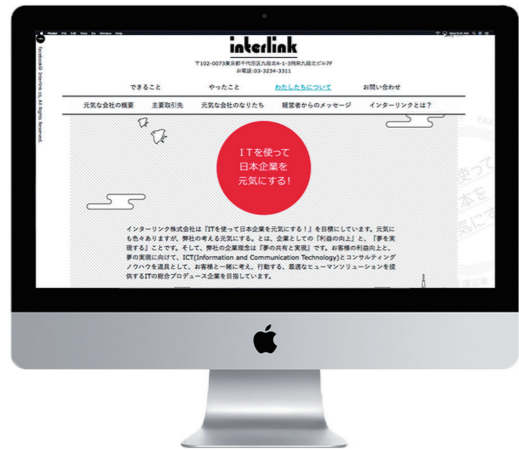 Finder File Edit View Go Window Help
interlink
〒102-0073東京都千代田区九段北4-1-3飛栄九段北ビル7F
お電話:03-3234-3311
できること やったこと わたしたちについて お問い合わせ
元気な会社の概要 主要取引先 元気な会社のなりたち 経営者からのメッセージ インターリンクとは？
facebook© Interlink co, All Rights Reserved.
ITを使って
日本企業を
元気にする!
インターリンク株式会社は『ITを使って日本企業を元気にする！』を目標にしています。元気に
も色々ありますが、弊社の考える元気にする。とは、企業としての『利益の向上』と、『夢を実
現する』ことです。そして、弊社の企業理念は『夢の共有と実現』です。お客様の利益向上と、
夢の実現に向けて、ICT(Information and Communication Technology)とコンサルティング
ノウハウを道具として、お客様と一緒に考え、行動する、最適なヒューマンソリューションを提
供するITの総合プロデュース企業を目指しています。